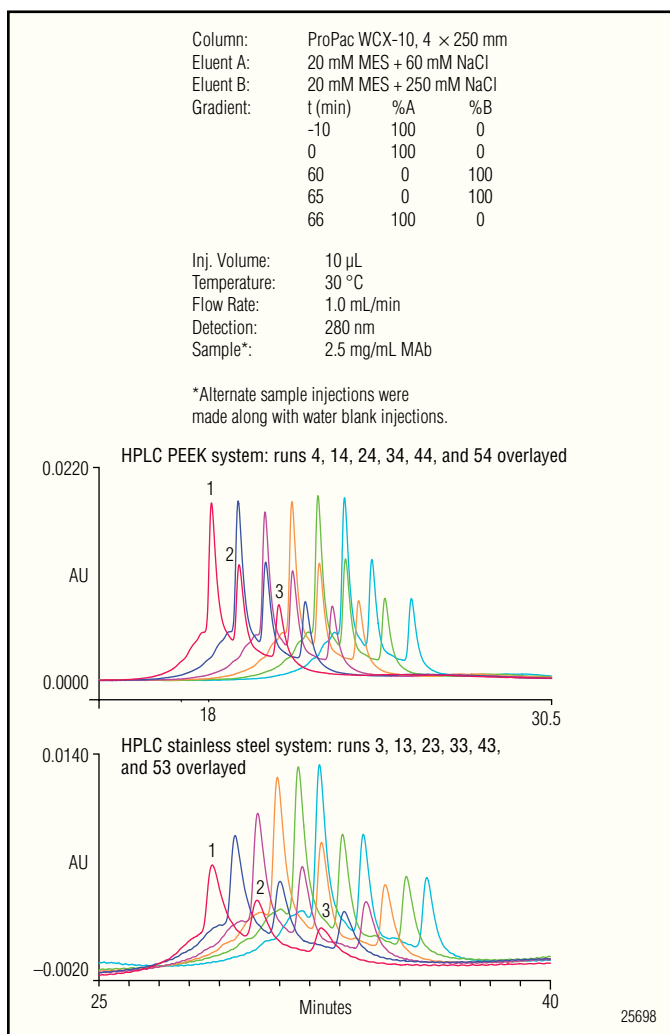 Column: ProPac WCX-10, 4 × 250 mm
Eluent A: 20 mM MES + 60 mM NaCl
Eluent B: 20 mM MES + 250 mM NaCl
Gradient: t (min) %A %B
-10 100 0
0 100 0
60 0 100
65 0 100
66 100 0
Inj. Volume: 10 µL
Temperature: 30 °C
Flow Rate: 1.0 mL/min
Detection: 280 nm
Sample*: 2.5 mg/mL MAb
*Alternate sample injections were
made along with water blank injections.
HPLC PEEK system: runs 4, 14, 24, 34, 44, and 54 overlayed
0.0220
1
2
3
AU
0.0000
18
30.5
HPLC stainless steel system: runs 3, 13, 23, 33, 43,
and 53 overlayed
0.0140
1
2
3
AU
–0.0020
25
Minutes
40
25698